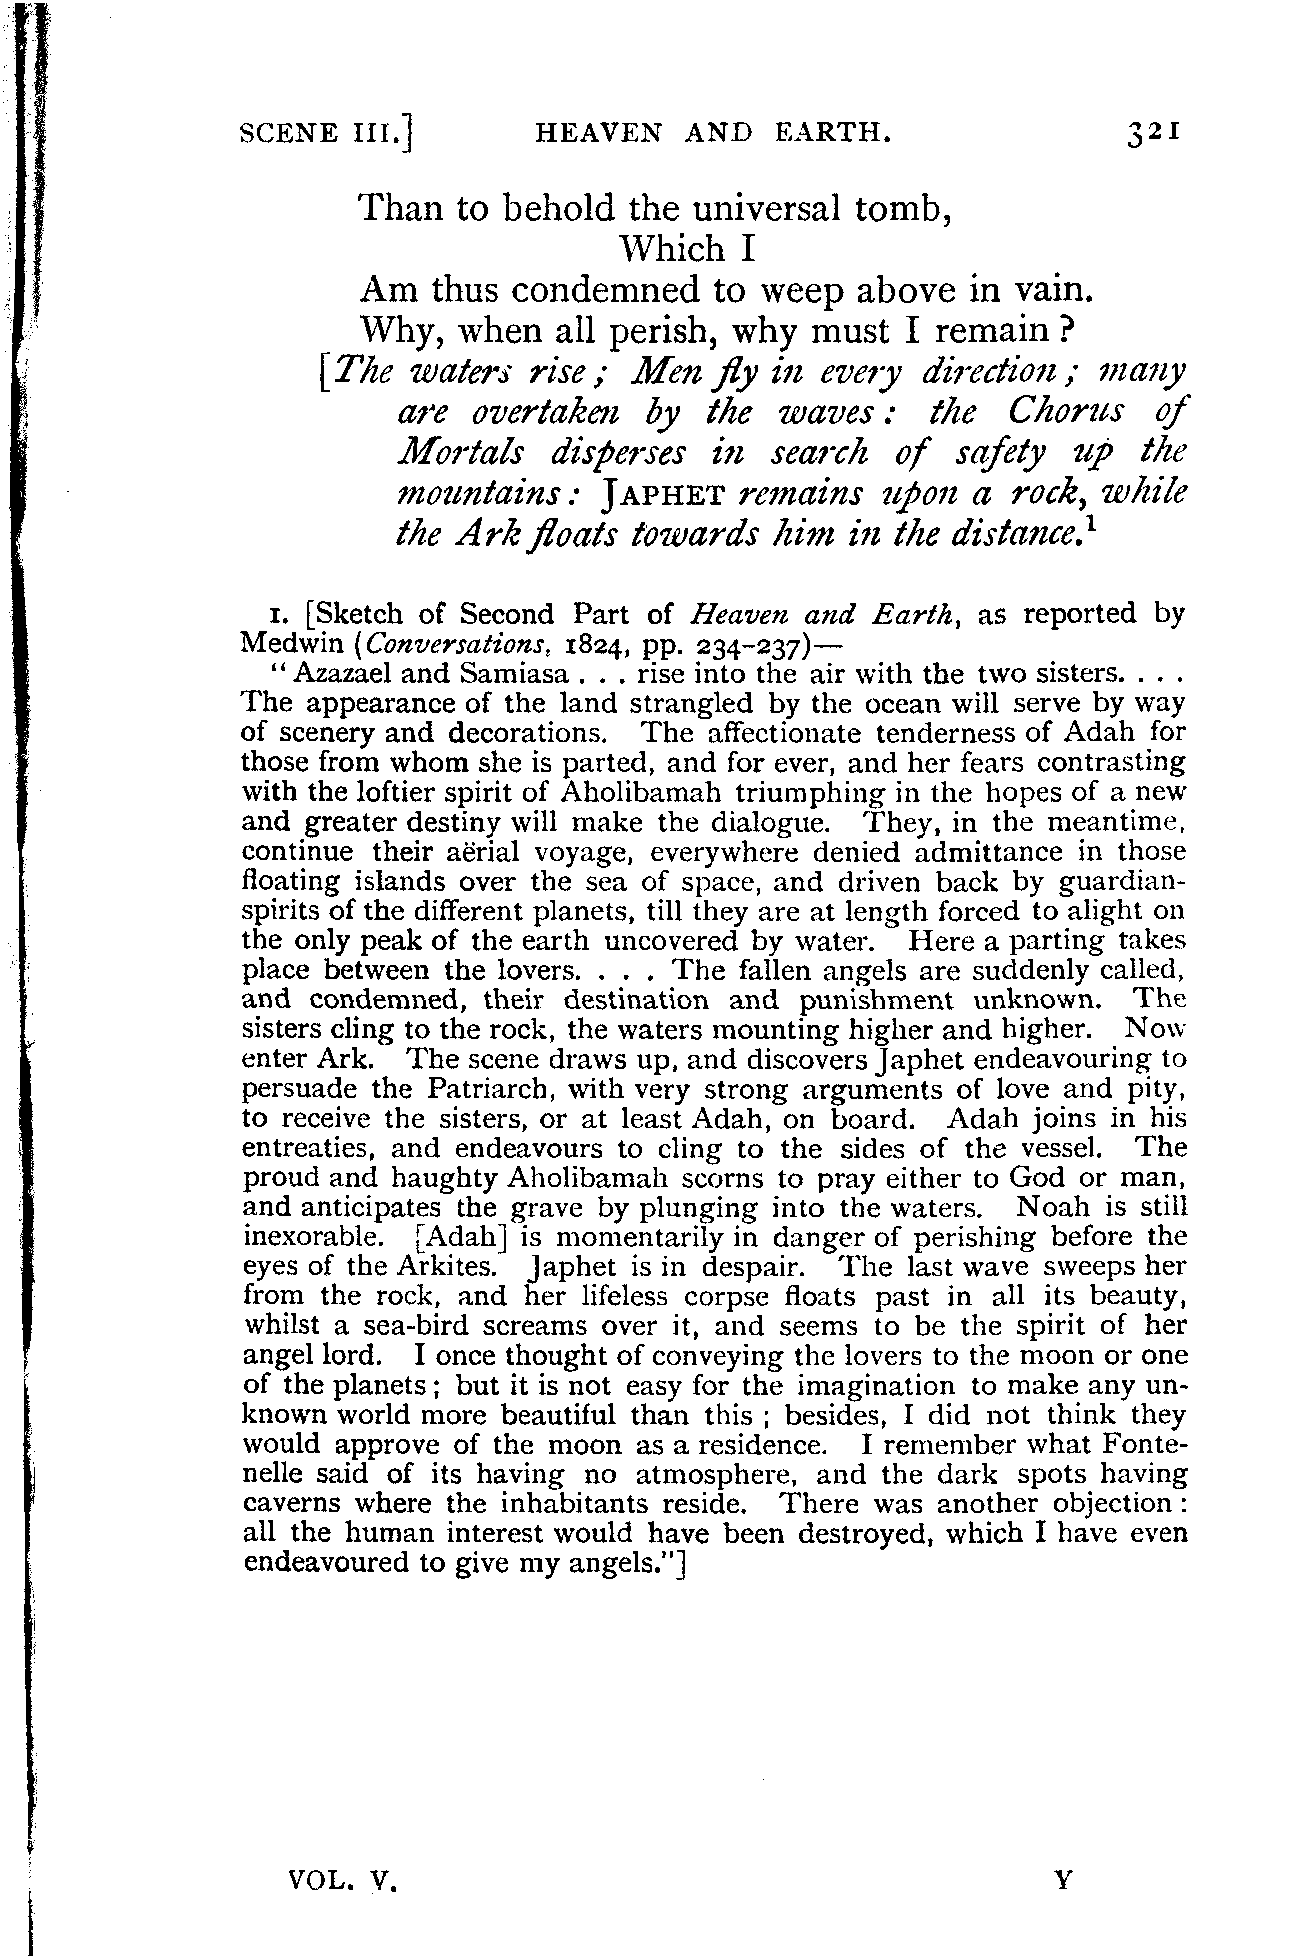 SCENE III.] HEAVEN AND EARTH. 321
Than to behold the universal tomb,
Which I
Am thus condemned to weep above in vain.
Why, when all perish, why must I remain?
[The waters rise; Men fly in every direction; many
are overtaken by the waves: the Chorus of
Mortals disperses in search of safety up the
mountains: JAPHET remains upon a rock, while
the Ark floats towards him in the distance.¹
1. [Sketch of Second Part of Heaven and Earth, as reported by
Medwin (Conversations, 1824, pp. 234-237)—
"Azazael and Samiasa . . . rise into the air with the two sisters. . . .
The appearance of the land strangled by the ocean will serve by way
of scenery and decorations. The affectionate tenderness of Adah for
those from whom she is parted, and for ever, and her fears contrasting
with the loftier spirit of Aholibamah triumphing in the hopes of a new
and greater destiny will make the dialogue. They, in the meantime,
continue their aërial voyage, everywhere denied admittance in those
floating islands over the sea of space, and driven back by guardian-
spirits of the different planets, till they are at length forced to alight on
the only peak of the earth uncovered by water. Here a parting takes
place between the lovers. . . . The fallen angels are suddenly called,
and condemned, their destination and punishment unknown. The
sisters cling to the rock, the waters mounting higher and higher. Now
enter Ark. The scene draws up, and discovers Japhet endeavouring to
persuade the Patriarch, with very strong arguments of love and pity,
to receive the sisters, or at least Adah, on board. Adah joins in his
entreaties, and endeavours to cling to the sides of the vessel. The
proud and haughty Aholibamah scorns to pray either to God or man,
and anticipates the grave by plunging into the waters. Noah is still
inexorable. [Adah] is momentarily in danger of perishing before the
eyes of the Arkites. Japhet is in despair. The last wave sweeps her
from the rock, and her lifeless corpse floats past in all its beauty,
whilst a sea-bird screams over it, and seems to be the spirit of her
angel lord. I once thought of conveying the lovers to the moon or one
of the planets; but it is not easy for the imagination to make any un-
known world more beautiful than this; besides, I did not think they
would approve of the moon as a residence. I remember what Fonte-
nelle said of its having no atmosphere, and the dark spots having
caverns where the inhabitants reside. There was another objection:
all the human interest would have been destroyed, which I have even
endeavoured to give my angels."]
VOL. V. Y